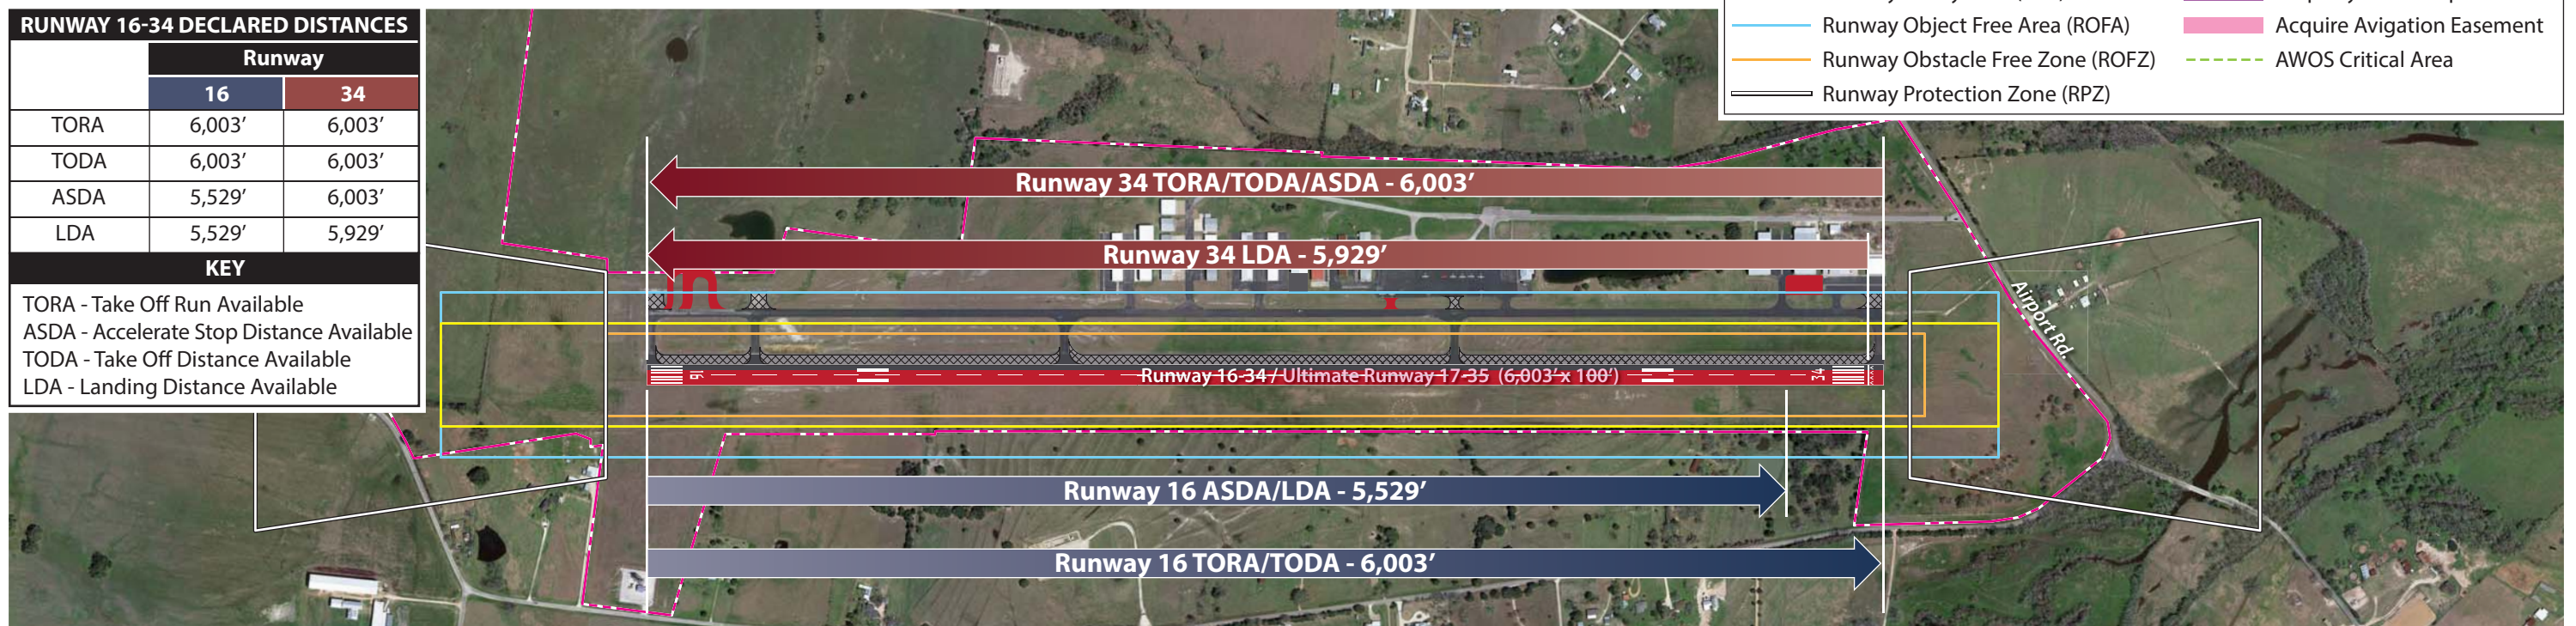 RUNWAY 16-34 DECLARED DISTANCES
Runway
16 34
TORA 6,003’ 6,003’
TODA 6,003’ 6,003’
ASDA 5,529’ 6,003’
LDA 5,529’ 5,929’
KEY
TORA - Take Off Run Available
ASDA - Accelerate Stop Distance Available
TODA - Take Off Distance Available
LDA - Landing Distance Available
Runway Object Free Area (ROFA)
Runway Obstacle Free Zone (ROFZ)
Runway Protection Zone (RPZ)
Acquire Avigation Easement
AWOS Critical Area
Runway 34 TORA/TODA/ASDA - 6,003’
Runway 34 LDA - 5,929’
Airport Rd.
16
Runway 16-34 / Ultimate Runway 17-35 (6,003’ x 100’)
34
Runway 16 ASDA/LDA - 5,529’
Runway 16 TORA/TODA - 6,003’